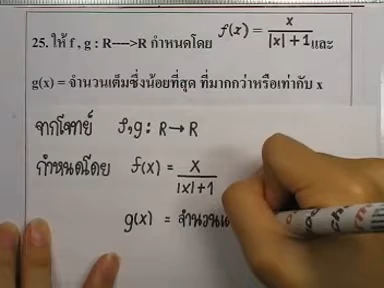 25. ให้ f , g : R---->R กำหนดโดย f(x) = x/|x|+1 และ
g(x) = จำนวนเต็มซึ่งน้อยที่สุด ที่มากกว่าหรือเท่ากับ x
จากโจทย์ f,g : R→R
กำหนดโดย f(x) = x/|x|+1
g(x) = จำนวนเ